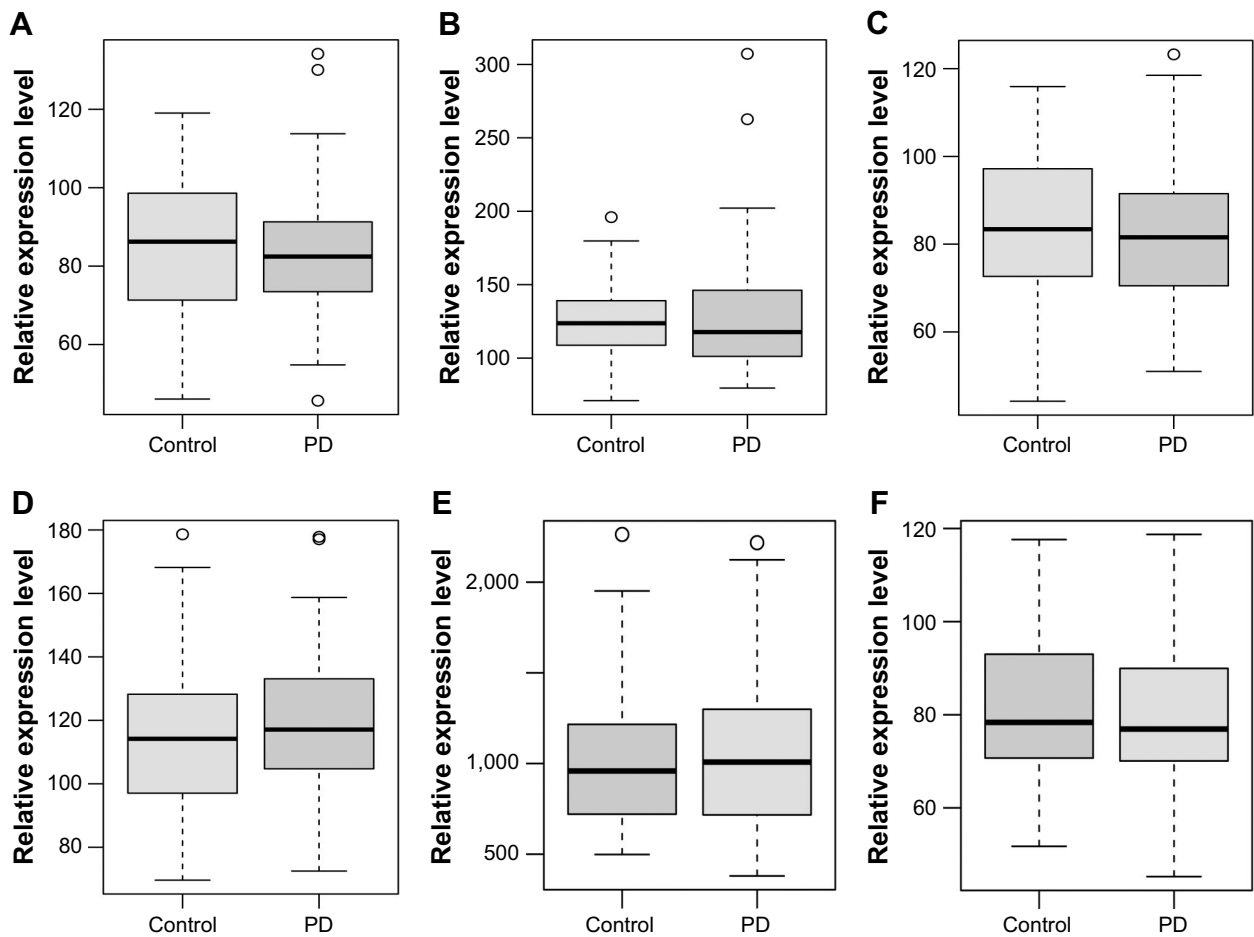 A
Relative expression level
120
100
80
60
Control PD
B
Relative expression level
300
250
200
150
100
Control PD
C
Relative expression level
120
100
80
60
Control PD
D
Relative expression level
180
160
140
120
100
80
Control PD
E
Relative expression level
2,000
1,000
500
Control PD
F
Relative expression level
120
100
80
60
Control PD